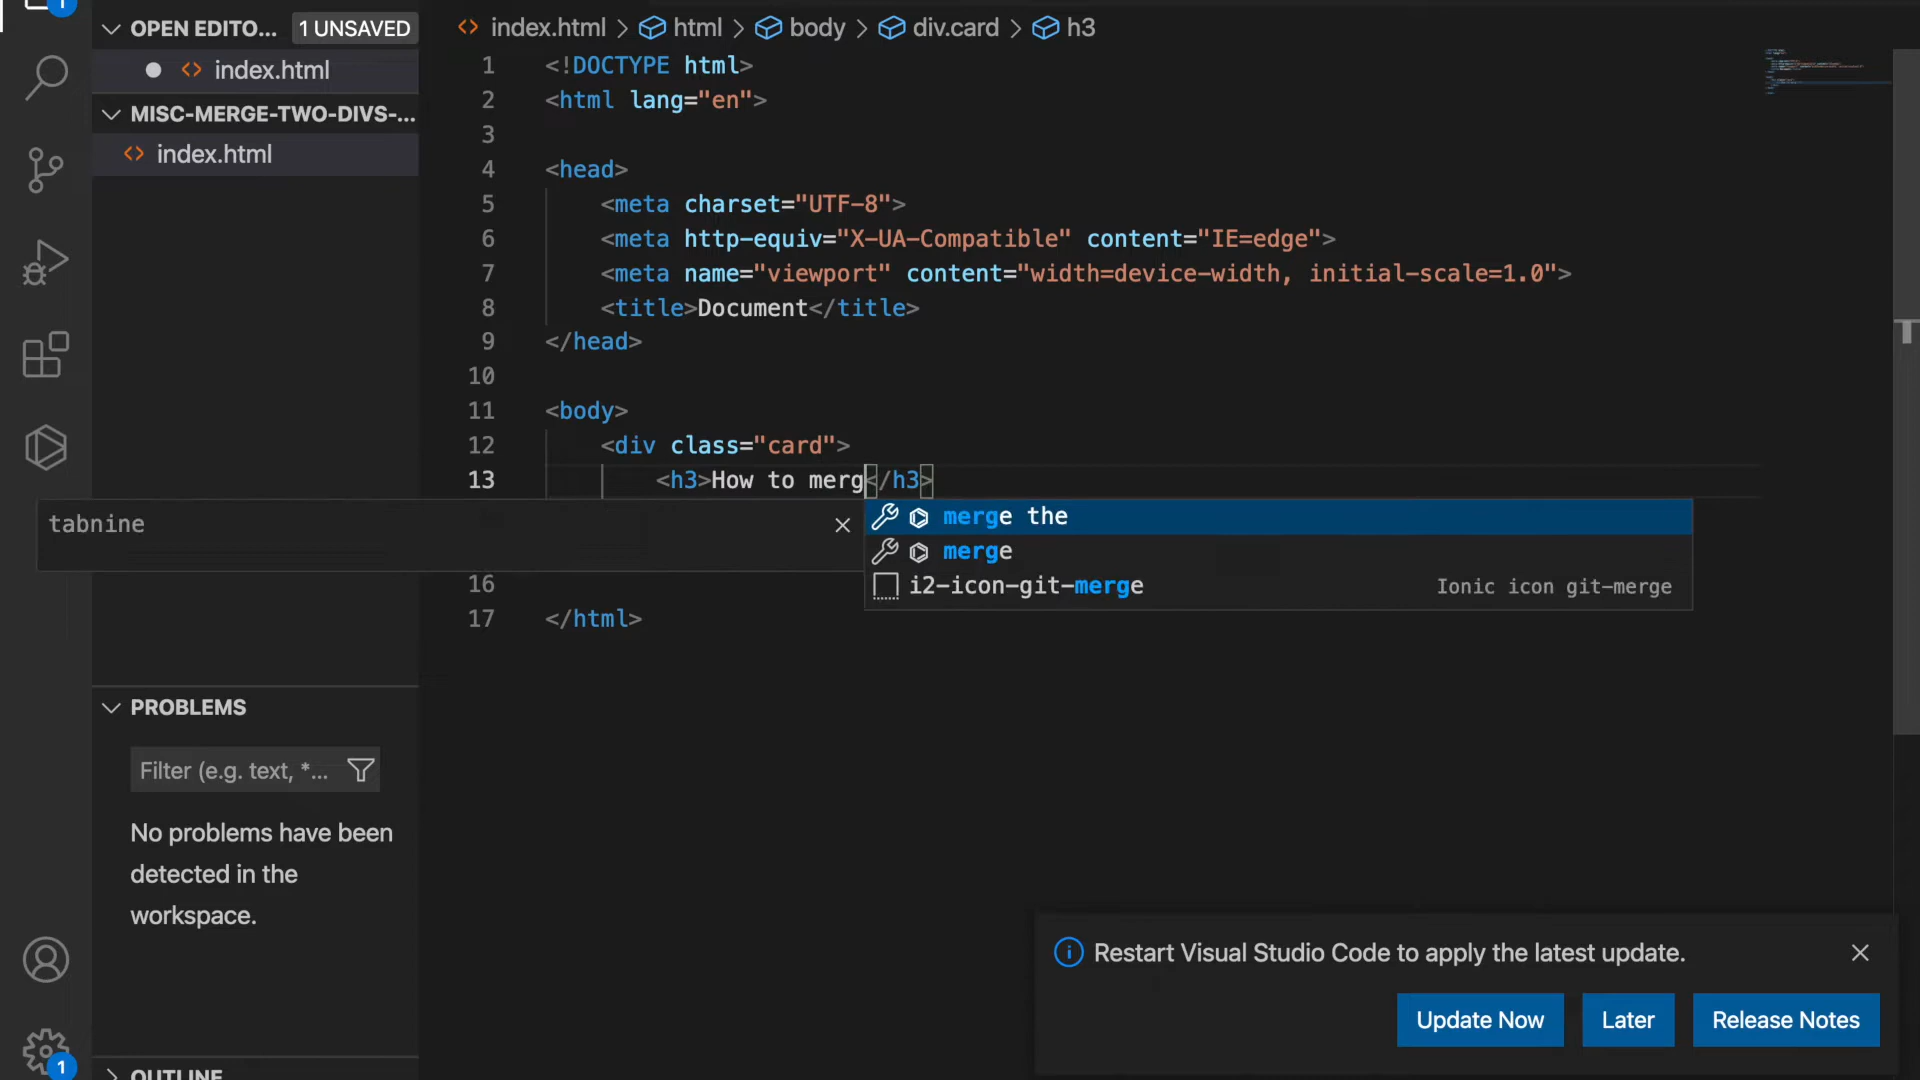 1
OPEN EDITO... 1 UNSAVED
index.html
MISC-MERGE-TWO-DIVS-...
index.html
index.html > html > body > div.card > h3
1 <!DOCTYPE html>
2 <html lang="en">
3
4 <head>
5 <meta charset="UTF-8">
6 <meta http-equiv="X-UA-Compatible" content="IE=edge">
7 <meta name="viewport" content="width=device-width, initial-scale=1.0">
8 <title>Document</title>
9 </head>
10
11 <body>
12 <div class="card">
13 <h3>How to merg</h3>
tabnine
merge the
merge
i2-icon-git-merge Ionic icon git-merge
16
17 </html>
PROBLEMS
Filter (e.g. text, *...
No problems have been
detected in the
workspace.
Restart Visual Studio Code to apply the latest update.
Update Now Later Release Notes
1
OUTLINE